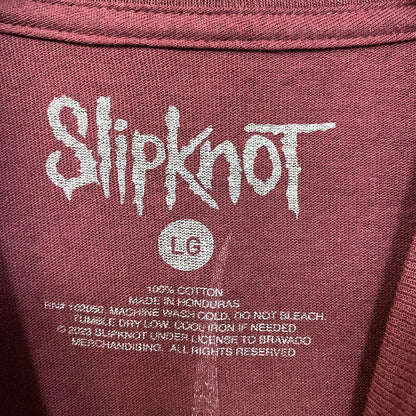 Slipknot
LG
100% COTTON
MADE IN HONDURAS
RN# 102050. MACHINE WASH COLD. DO NOT BLEACH.
TUMBLE DRY LOW. COOL IRON IF NEEDED
© 2023 SLIPKNOT UNDER LICENSE TO BRAVADO
MERCHANDISING. ALL RIGHTS RESERVED